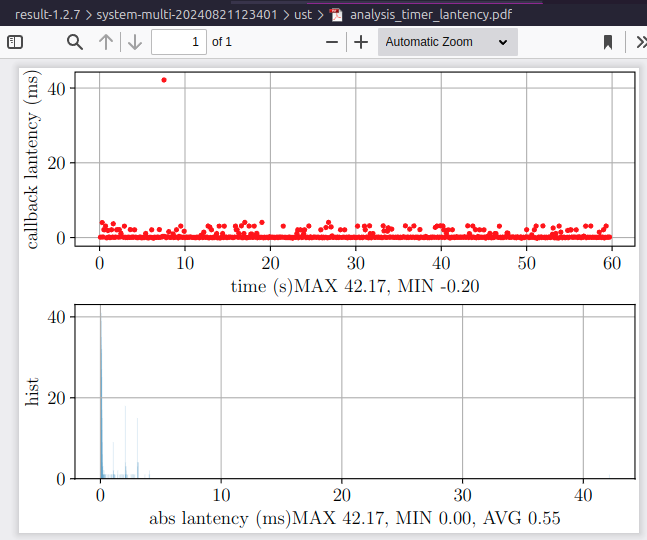 result-1.2.7 > system-multi-20240821123401 > ust > analysis_timer_lantency.pdf
1 of 1 Automatic Zoom
callback lantency (ms)
40
20
0
0 10 20 30 40 50 60
time (s)MAX 42.17, MIN -0.20
hist
40
20
0
0 10 20 30 40
abs lantency (ms)MAX 42.17, MIN 0.00, AVG 0.55